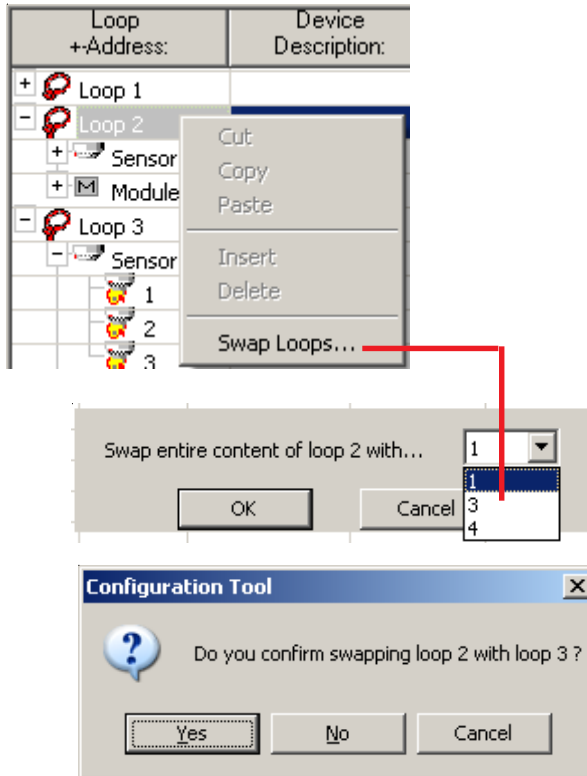 Loop
+-Address:
Device
Description:
+ Loop 1
- Loop 2
+ Sensor
+ M Module
- Loop 3
- Sensor
1
2
3
Cut
Copy
Paste
Insert
Delete
Swap Loops...
Swap entire content of loop 2 with... 1
1
3
4
OK Cancel
Configuration Tool
Do you confirm swapping loop 2 with loop 3 ?
Yes No Cancel